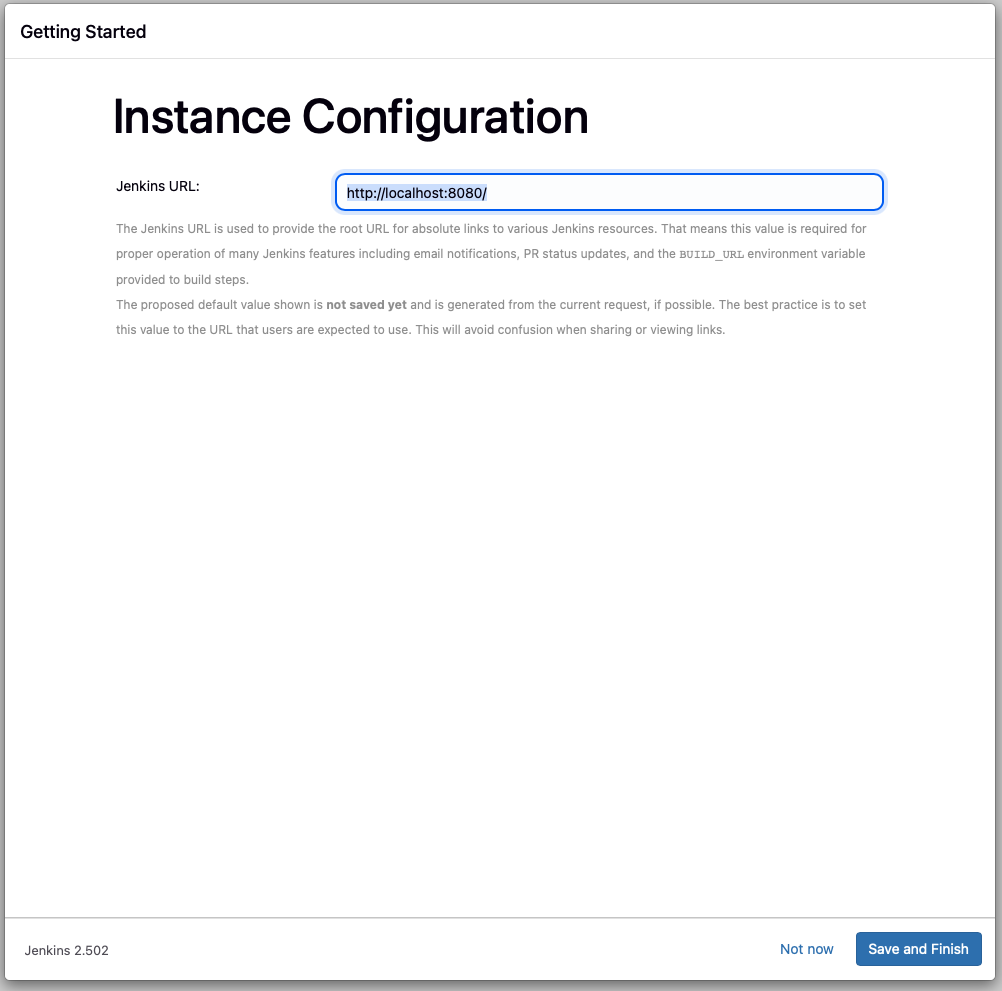 Getting Started
Instance Configuration
Jenkins URL:
http://localhost:8080/
The Jenkins URL is used to provide the root URL for absolute links to various Jenkins resources. That means this value is required for
proper operation of many Jenkins features including email notifications, PR status updates, and the BUILD_URL environment variable
provided to build steps.
The proposed default value shown is not saved yet and is generated from the current request, if possible. The best practice is to set
this value to the URL that users are expected to use. This will avoid confusion when sharing or viewing links.
Jenkins 2.502
Not now
Save and Finish